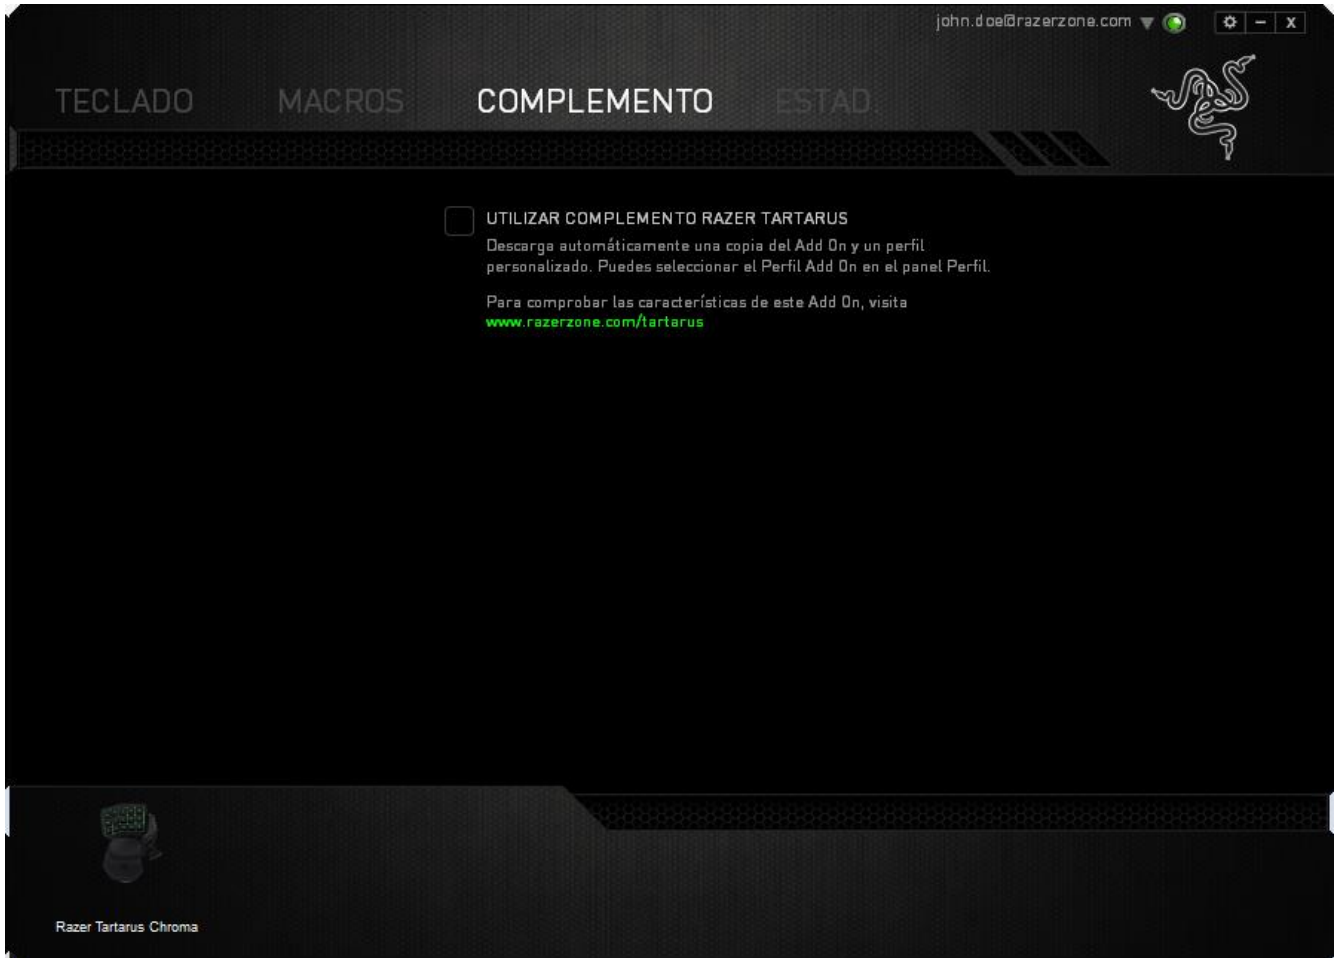 john.doe@razerzone.com
TECLADO MACROS COMPLEMENTO ESTAD.
UTILIZAR COMPLEMENTO RAZER TARTARUS
Descarga automáticamente una copia del Add On y un perfil
personalizado. Puedes seleccionar el Perfil Add On en el panel Perfil.
Para comprobar las características de este Add On, visita
www.razerzone.com/tartarus
Razer Tartarus Chroma